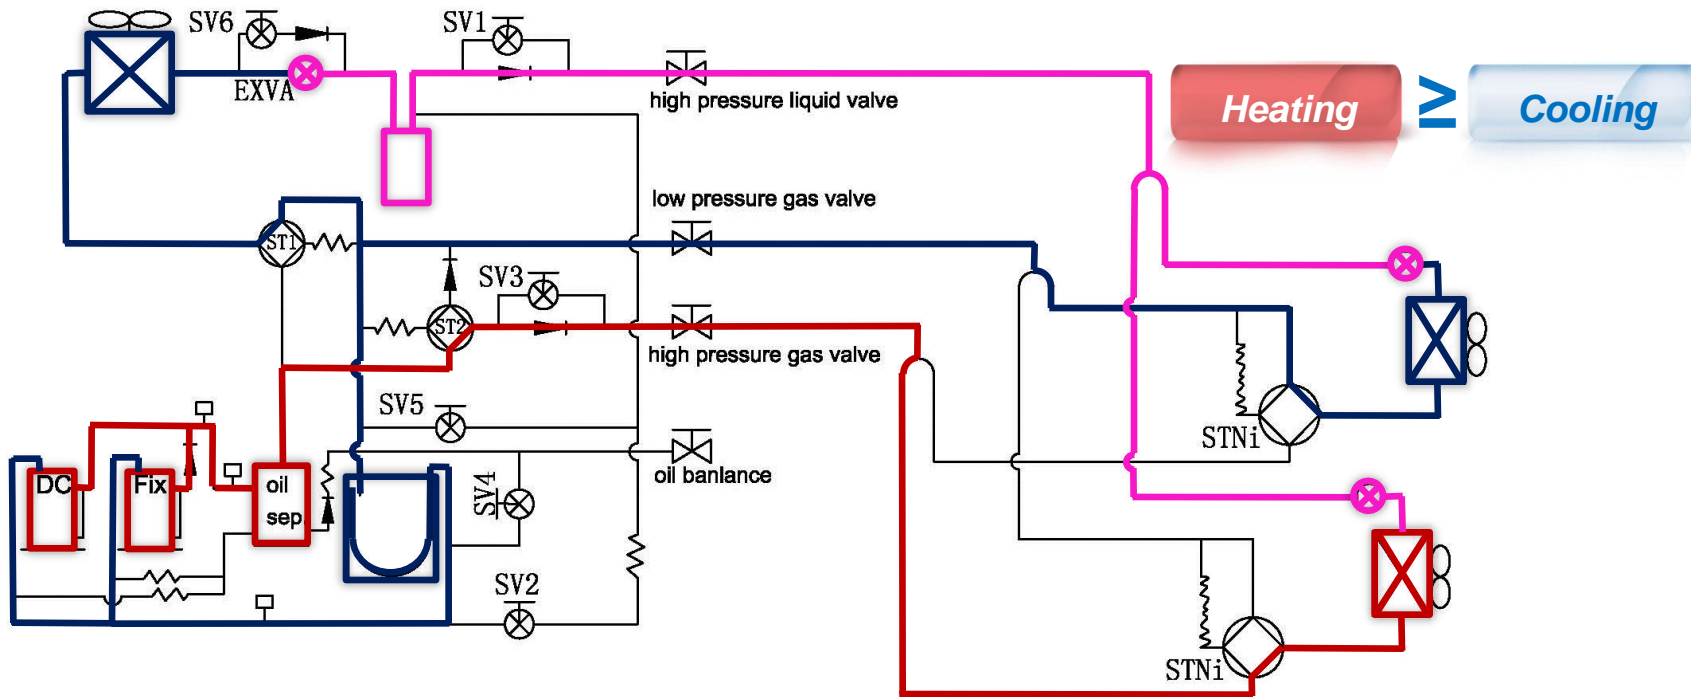 SV6
SV1
EXVA
high pressure liquid valve
Heating
≥
Cooling
low pressure gas valve
ST1
SV3
ST2
high pressure gas valve
SV5
STNi
oil banlance
DC
Fix
oil
sep.
SV4
SV2
STNi